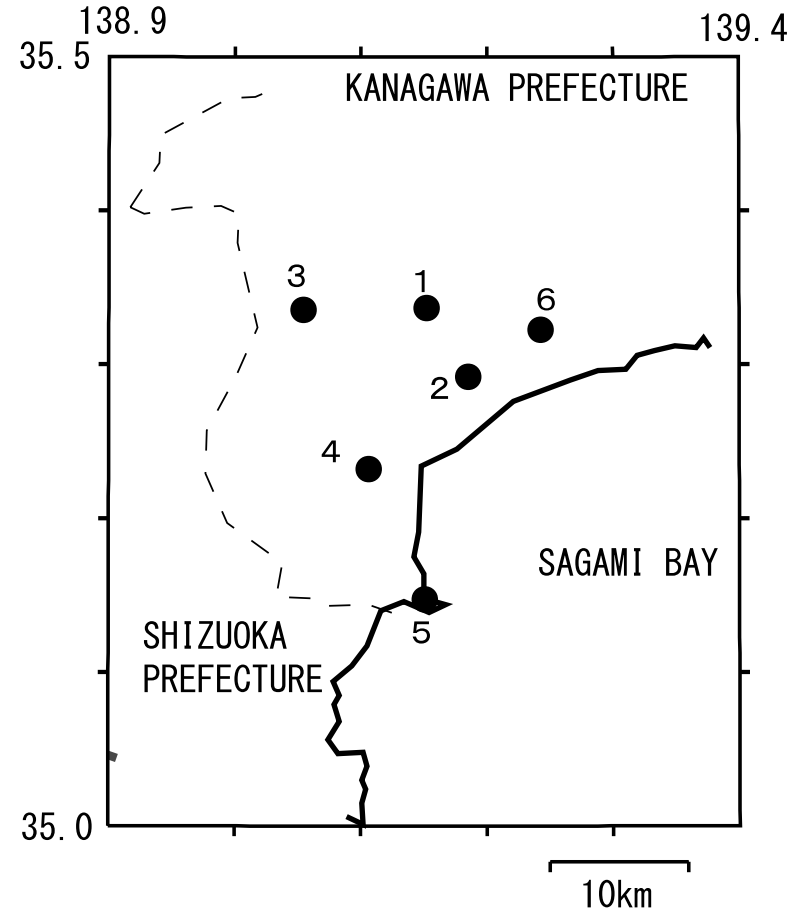 138.9
139.4
35.5
KANAGAWA PREFECTURE
3
1
6
2
4
SAGAMI BAY
5
SHIZUOKA
PREFECTURE
35.0
10km